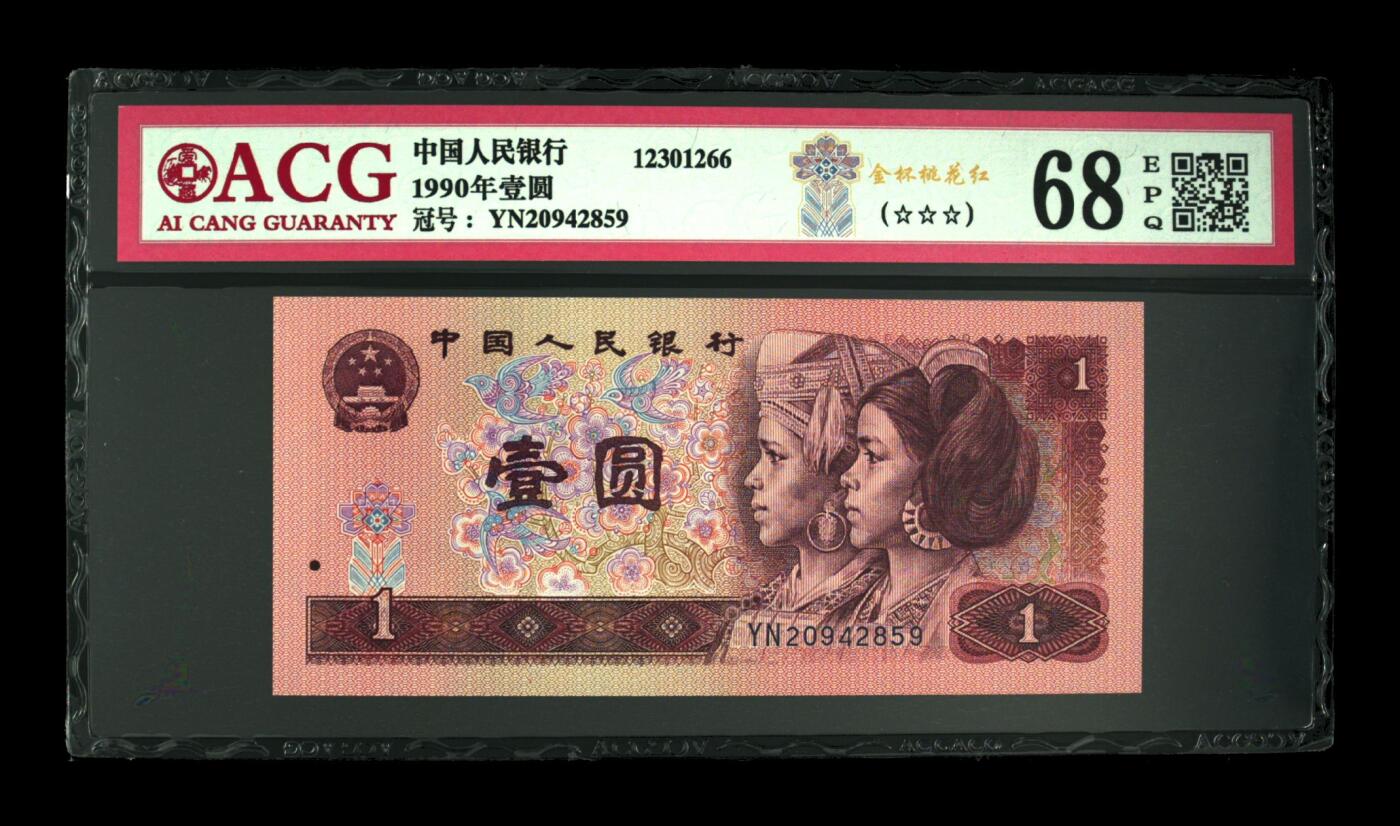 ACG
AI CANG GUARANTY
中国人民银行
1990年壹圆
冠号：YN20942859
12301266
金杯桃花红
(☆☆☆)
68
EPQ
中国人民银行
1
壹圆
1
YN20942859
1